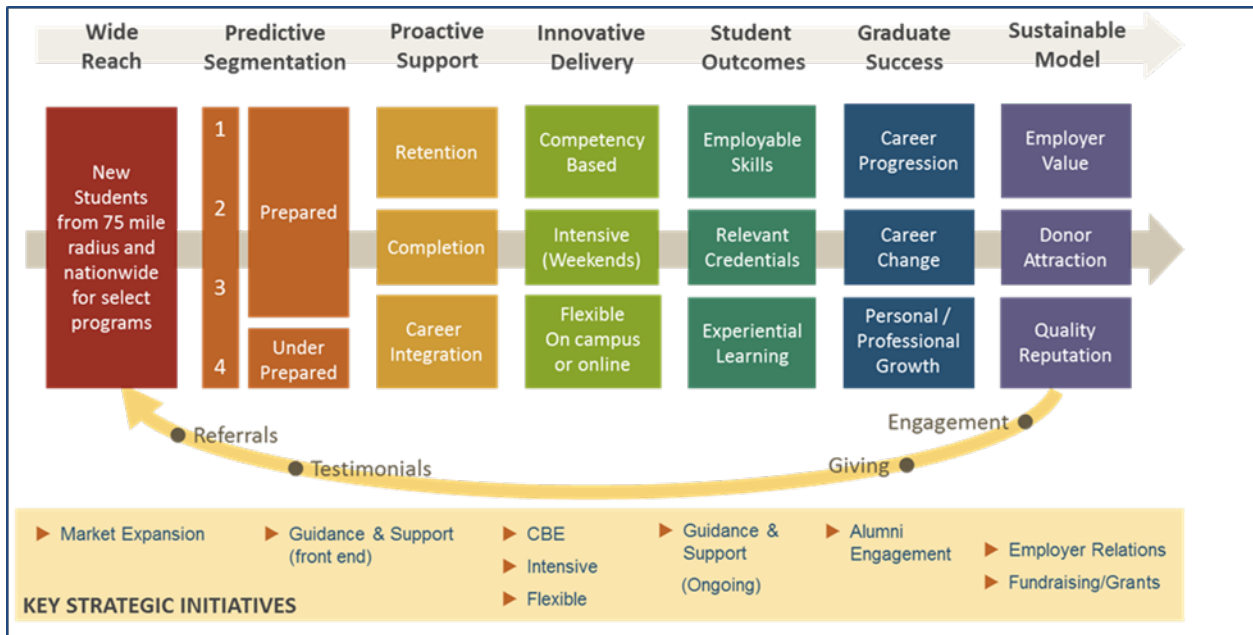 Wide
Reach
Predictive
Segmentation
Proactive
Support
Innovative
Delivery
Student
Outcomes
Graduate
Success
Sustainable
Model
New
Students
from 75 mile
radius and
nationwide
for select
programs
1
2
3
4
Prepared
Under
Prepared
Retention
Completion
Career
Integration
Competency
Based
Intensive
(Weekends)
Flexible
On campus
or online
Employable
Skills
Relevant
Credentials
Experiential
Learning
Career
Progression
Career
Change
Personal /
Professional
Growth
Employer
Value
Donor
Attraction
Quality
Reputation
Engagement
Giving
Testimonials
Referrals
Market Expansion
Guidance & Support
(front end)
CBE
Intensive
Flexible
Guidance &
Support
(Ongoing)
Alumni
Engagement
Employer Relations
Fundraising/Grants
KEY STRATEGIC INITIATIVES